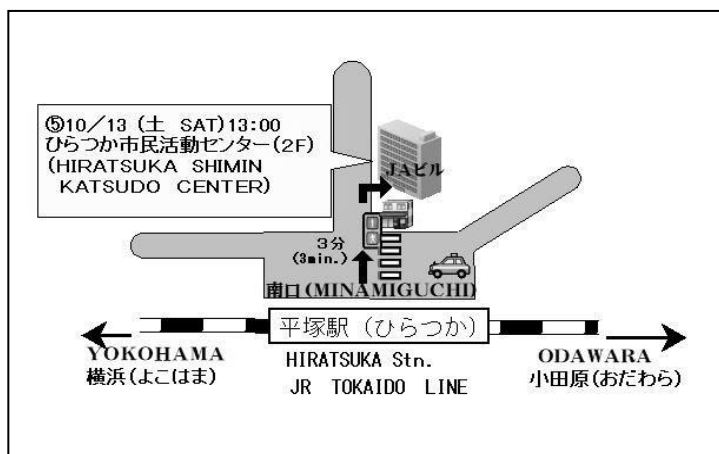 ⑤10/13 (土 SAT)13:00
ひらつか市民活動センター(2F)
(HIRATSUKA SHIMIN
KATSUDO CENTER)
JAビル
3分
(3min.)
南口(MINAMIGUCHI)
平塚駅（ひらつか）
YOKOHAMA
横浜(よこはま)
HIRATSUKA Stn.
JR TOKAIDO LINE
ODAWARA
小田原(おだわら)